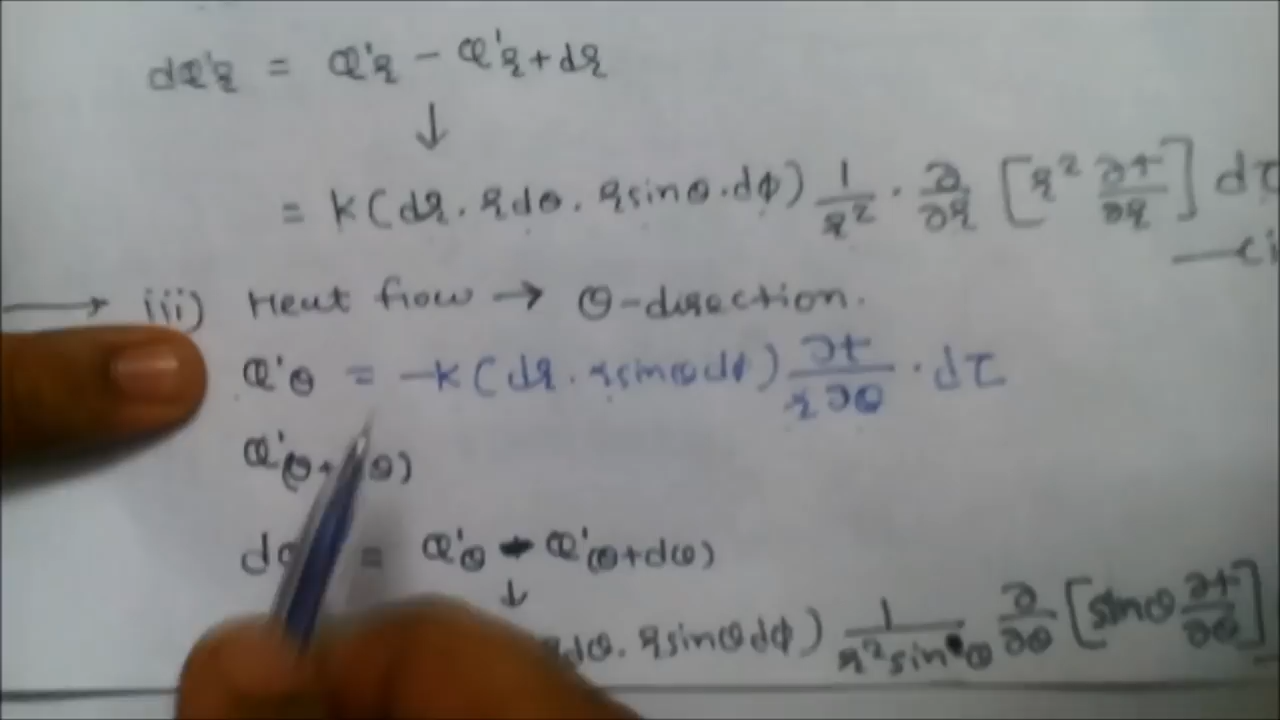 dQ'r = Q'r - Q'r+dr
↓
= K(dr. rdθ. rsinθ.dϕ) 1/r² . ∂/∂r [r² ∂t/∂r] dτ
—(i
→ iii) Heat flow → θ-direction.
Q'θ = -K(dr. rsinθdϕ) ∂t/r∂θ . dτ
Q'(θ+dθ)
dQ = Q'θ - Q'(θ+dθ)
↓
rdθ. rsinθdϕ) 1/r²sinθ ∂/∂θ [sinθ ∂t/∂θ]